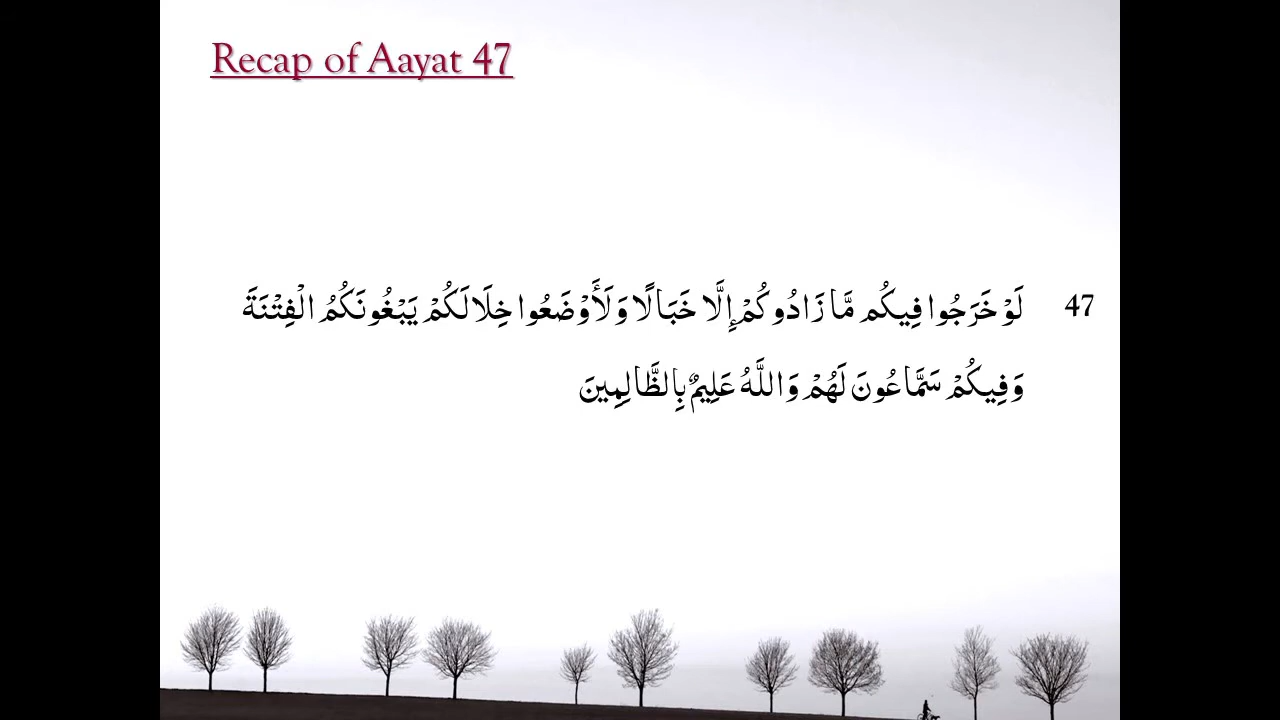 Recap of Aayat 47
47 لَوْ خَرَجُوا فِيكُم مَّا زَادُوكُمْ إِلَّا خَبَالًا وَلَأَوْضَعُوا خِلَالَكُمْ يَبْغُونَكُمُ الْفِتْنَةَ
وَفِيكُمْ سَمَّاعُونَ لَهُمْ وَاللَّهُ عَلِيمٌ بِالظَّالِمِينَ